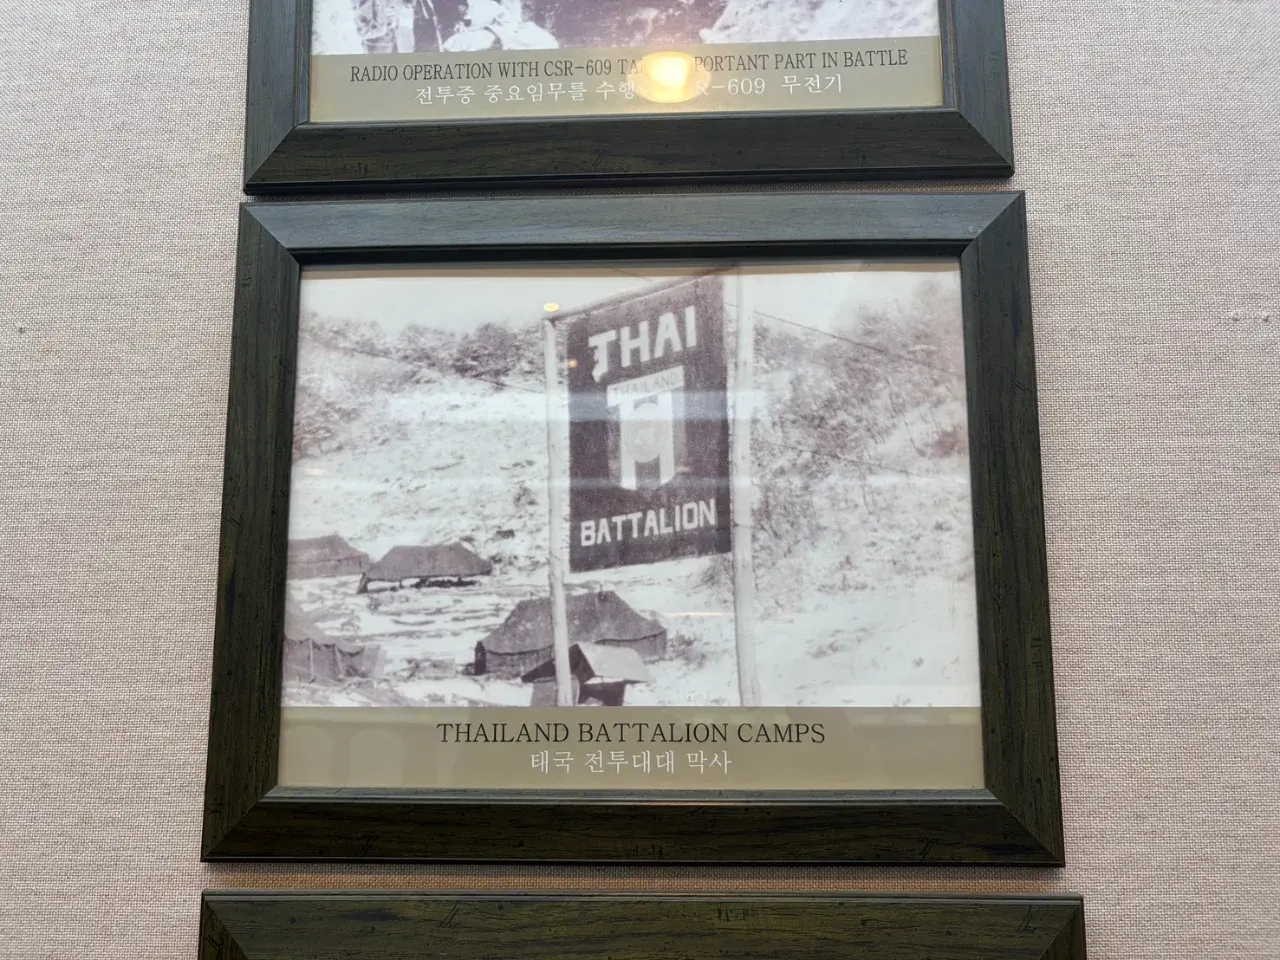 RADIO OPERATION WITH CSR-609 PART IN BATTLE
전투중 중요임무를 수행 R-609 무전기
THAI
THAILAND
BATTALION
THAILAND BATTALION CAMPS
태국 전투대대 막사